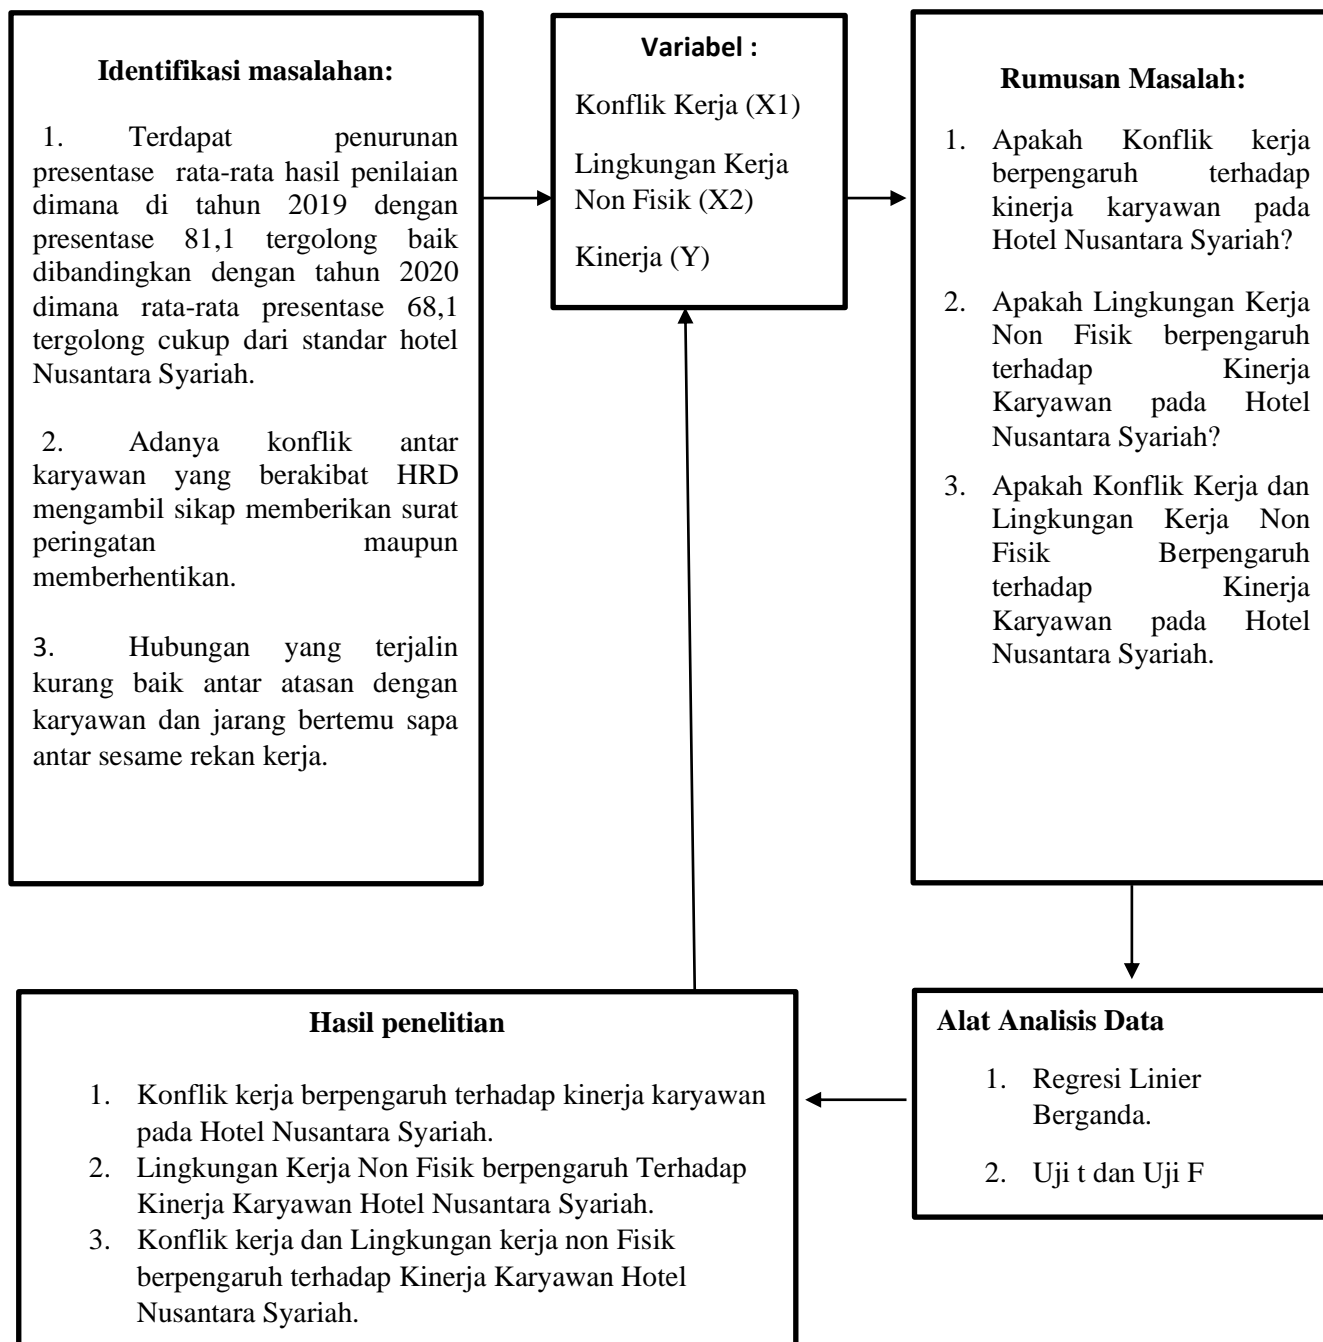 Identifikasi masalahan:
1. Terdapat penurunan
presentase rata-rata hasil penilaian
dimana di tahun 2019 dengan
presentase 81,1 tergolong baik
dibandingkan dengan tahun 2020
dimana rata-rata presentase 68,1
tergolong cukup dari standar hotel
Nusantara Syariah.
2. Adanya konflik antar
karyawan yang berakibat HRD
mengambil sikap memberikan surat
peringatan maupun
memberhentikan.
3. Hubungan yang terjalin
kurang baik antar atasan dengan
karyawan dan jarang bertemu sapa
antar sesame rekan kerja.
Variabel :
Konflik Kerja (X1)
Lingkungan Kerja
Non Fisik (X2)
Kinerja (Y)
Rumusan Masalah:
1. Apakah Konflik kerja
berpengaruh terhadap
kinerja karyawan pada
Hotel Nusantara Syariah?
2. Apakah Lingkungan Kerja
Non Fisik berpengaruh
terhadap Kinerja
Karyawan pada Hotel
Nusantara Syariah?
3. Apakah Konflik Kerja dan
Lingkungan Kerja Non
Fisik Berpengaruh
terhadap Kinerja
Karyawan pada Hotel
Nusantara Syariah.
Alat Analisis Data
1. Regresi Linier
Berganda.
2. Uji t dan Uji F
Hasil penelitian
1. Konflik kerja berpengaruh terhadap kinerja karyawan
pada Hotel Nusantara Syariah.
2. Lingkungan Kerja Non Fisik berpengaruh Terhadap
Kinerja Karyawan Hotel Nusantara Syariah.
3. Konflik kerja dan Lingkungan kerja non Fisik
berpengaruh terhadap Kinerja Karyawan Hotel
Nusantara Syariah.